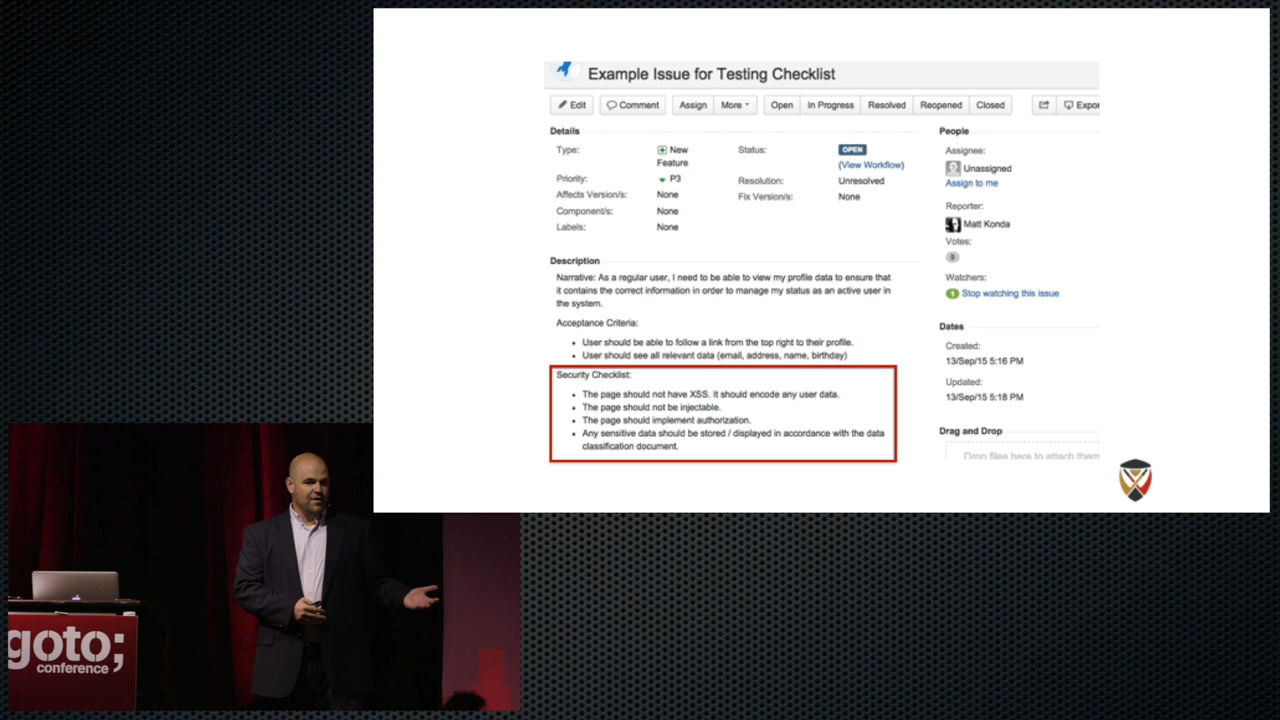 Example Issue for Testing Checklist
Edit Comment Assign More Open In Progress Resolved Reopened Closed Expor
Details
Type: New Feature
Status: OPEN
(View Workflow)
Priority: P3
Resolution: Unresolved
Affects Version/s: None
Fix Version/s: None
Component/s: None
Labels: None
Description
Narrative: As a regular user, I need to be able to view my profile data to ensure that
it contains the correct information in order to manage my status as an active user in
the system.
Acceptance Criteria:
• User should be able to follow a link from the top right to their profile.
• User should see all relevant data (email, address, name, birthday)
Security Checklist:
• The page should not have XSS. It should encode any user data.
• The page should not be injectable.
• The page should implement authorization.
• Any sensitive data should be stored / displayed in accordance with the data
classification document.
People
Assignee:
Unassigned
Assign to me
Reporter:
Matt Konda
Votes:
0
Watchers:
1 Stop watching this issue
Dates
Created:
13/Sep/15 5:16 PM
Updated:
13/Sep/15 5:18 PM
Drag and Drop
Drop files here to attach them
goto;
conference